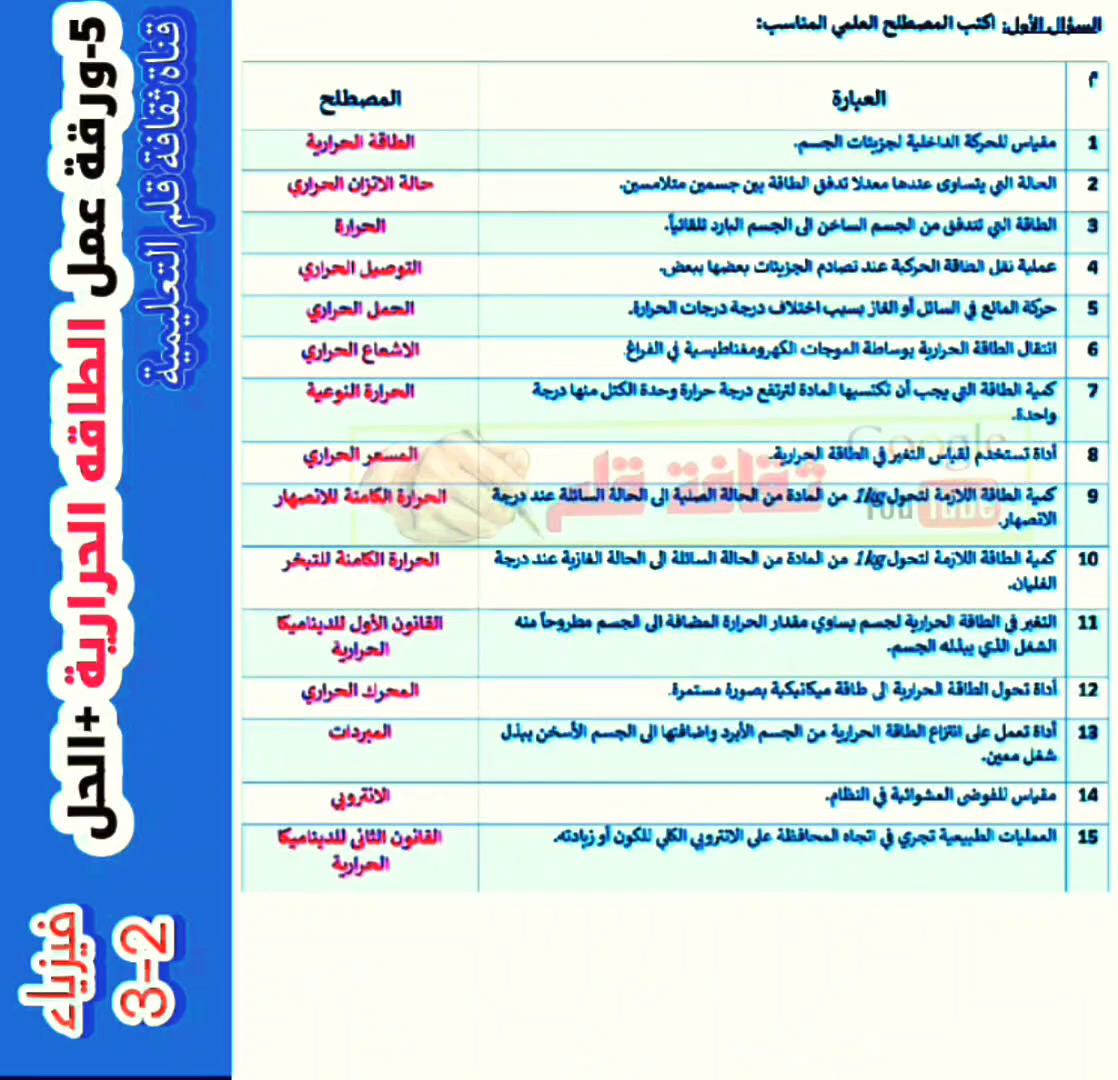 السؤال الأول: اكتب المصطلح العلمي المناسب:
م العبارة المصطلح
1 مقياس للحركة الداخلية لجزيئات الجسم. الطاقة الحرارية
2 الحالة التي يتساوى عندها معدلا تدفق الطاقة بين جسمين متلامسين. حالة الاتزان الحراري
3 الطاقة التي تتدفق من الجسم الساخن الى الجسم البارد تلقائياً. الحرارة
4 عملية نقل الطاقة الحركية عند تصادم الجزيئات بعضها ببعض. التوصيل الحراري
5 حركة المائع في السائل أو الغاز بسبب اختلاف درجة درجات الحرارة. الحمل الحراري
6 انتقال الطاقة الحرارية بوساطة الموجات الكهرومغناطيسية في الفراغ. الاشعاع الحراري
7 كمية الطاقة التي يجب أن تكتسبها المادة لترتفع درجة حرارة وحدة الكتل منها درجة الحرارة النوعية
واحدة.
8 أداة تستخدم لقياس التغير في الطاقة الحرارية. المسعر الحراري
9 كمية الطاقة اللازمة لتحول 1kg من المادة من الحالة الصلبة الى الحالة السائلة عند درجة الحرارة الكامنة للانصهار
الانصهار.
10 كمية الطاقة اللازمة لتحول 1kg من المادة من الحالة السائلة الى الحالة الغازية عند درجة الحرارة الكامنة للتبخر
الغليان.
11 التغير في الطاقة الحرارية لجسم يساوي مقدار الحرارة المضافة الى الجسم مطروحاً منه القانون الأول للديناميكا
الشغل الذي يبذله الجسم. الحرارية
12 أداة تحول الطاقة الحرارية الى طاقة ميكانيكية بصورة مستمرة. المحرك الحراري
13 أداة تعمل على انتزاع الطاقة الحرارية من الجسم الأبرد واضافتها الى الجسم الأسخن ببذل المبردات
شغل معين.
14 مقياس للفوضى العشوائية في النظام. الانتروبي
15 العمليات الطبيعية تجري في اتجاه المحافظة على الانتروبي الكلي للكون أو زيادته. القانون الثاني للديناميكا
الحرارية
Google
YouTube
ثقافة قلم
5-ورقة عمل الطاقه الحرارية +الحل
قناة ثقافة قلم التعليمية
فيزياء
3-2